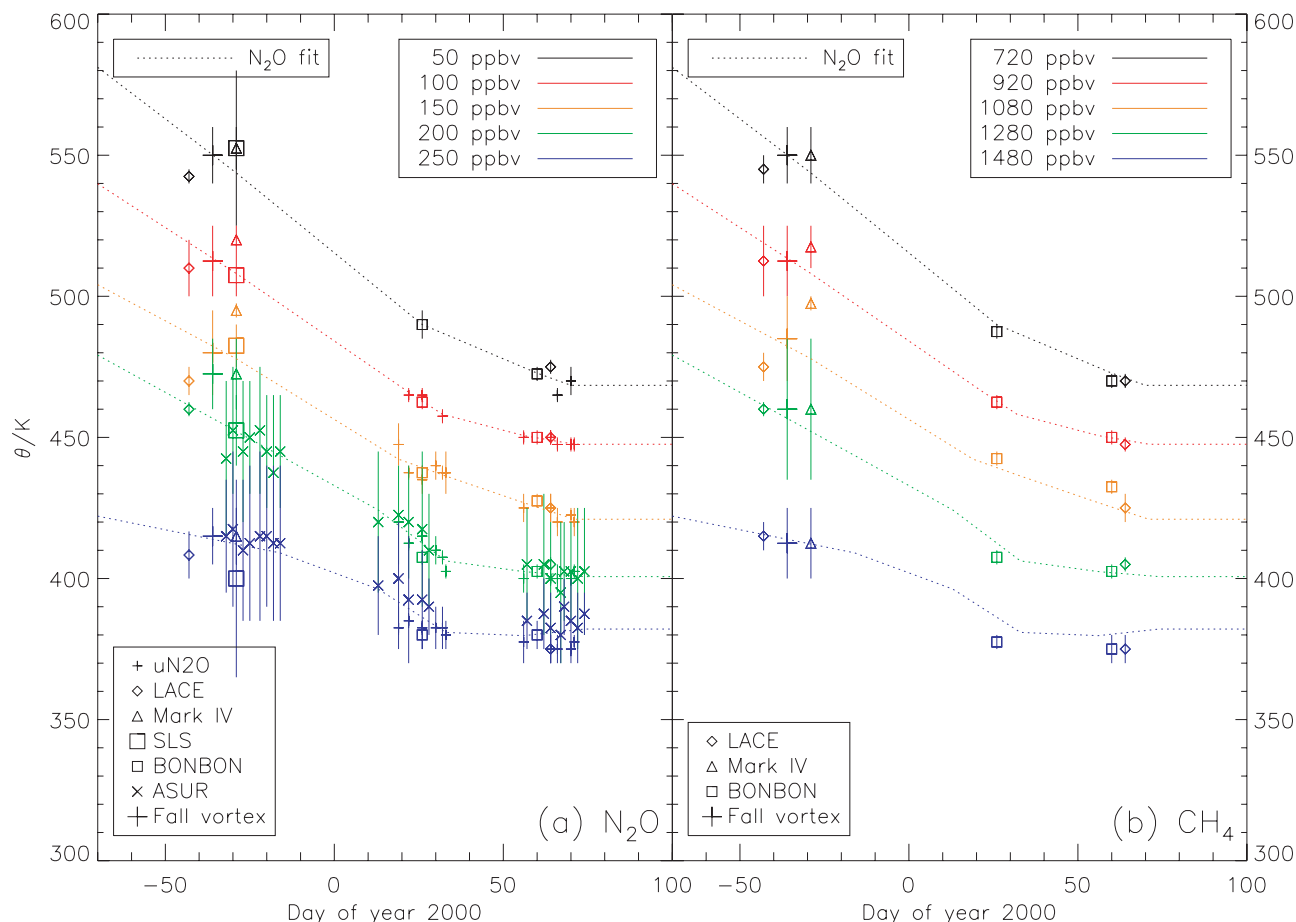 600
N2O fit
50 ppbv
100 ppbv
150 ppbv
200 ppbv
250 ppbv
N2O fit
720 ppbv
920 ppbv
1080 ppbv
1280 ppbv
1480 ppbv
600
550
550
500
500
θ/K
450
450
400
400
350
350
uN2O
LACE
Mark IV
SLS
BONBON
ASUR
Fall vortex
(a) N2O
LACE
Mark IV
BONBON
Fall vortex
(b) CH4
300
300
−50
0
50
100
−50
0
50
100
Day of year 2000
Day of year 2000